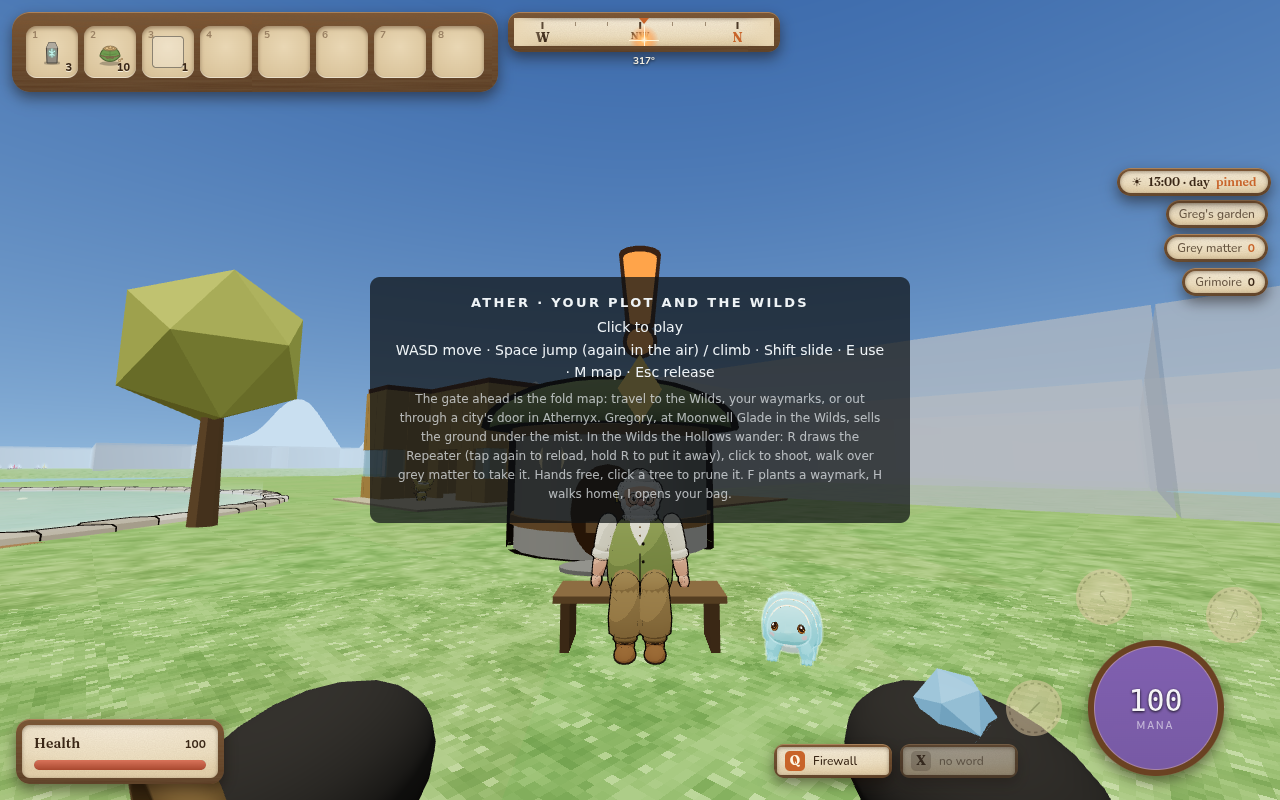 1 2 3 4 5 6 7 8
3 10 1
W N
317°
13:00 · day pinned
Greg's garden
Grey matter 0
Grimoire 0
ATHER · YOUR PLOT AND THE WILDS
Click to play
WASD move · Space jump (again in the air) / climb · Shift slide · E use
· M map · Esc release
The gate ahead is the fold map: travel to the Wilds, your waymarks, or out
through a city's door in Athernyx. Gregory, at Moonwell Glade in the Wilds, sells
the ground under the mist. In the Wilds the Hollows wander: R draws the
Repeater (tap again to reload, hold R to put it away), click to shoot, walk over
grey matter to take it. Hands free, click a tree to prune it. F plants a waymark, H
walks home, I opens your bag.
100
MANA
Health 100
Q Firewall X no word